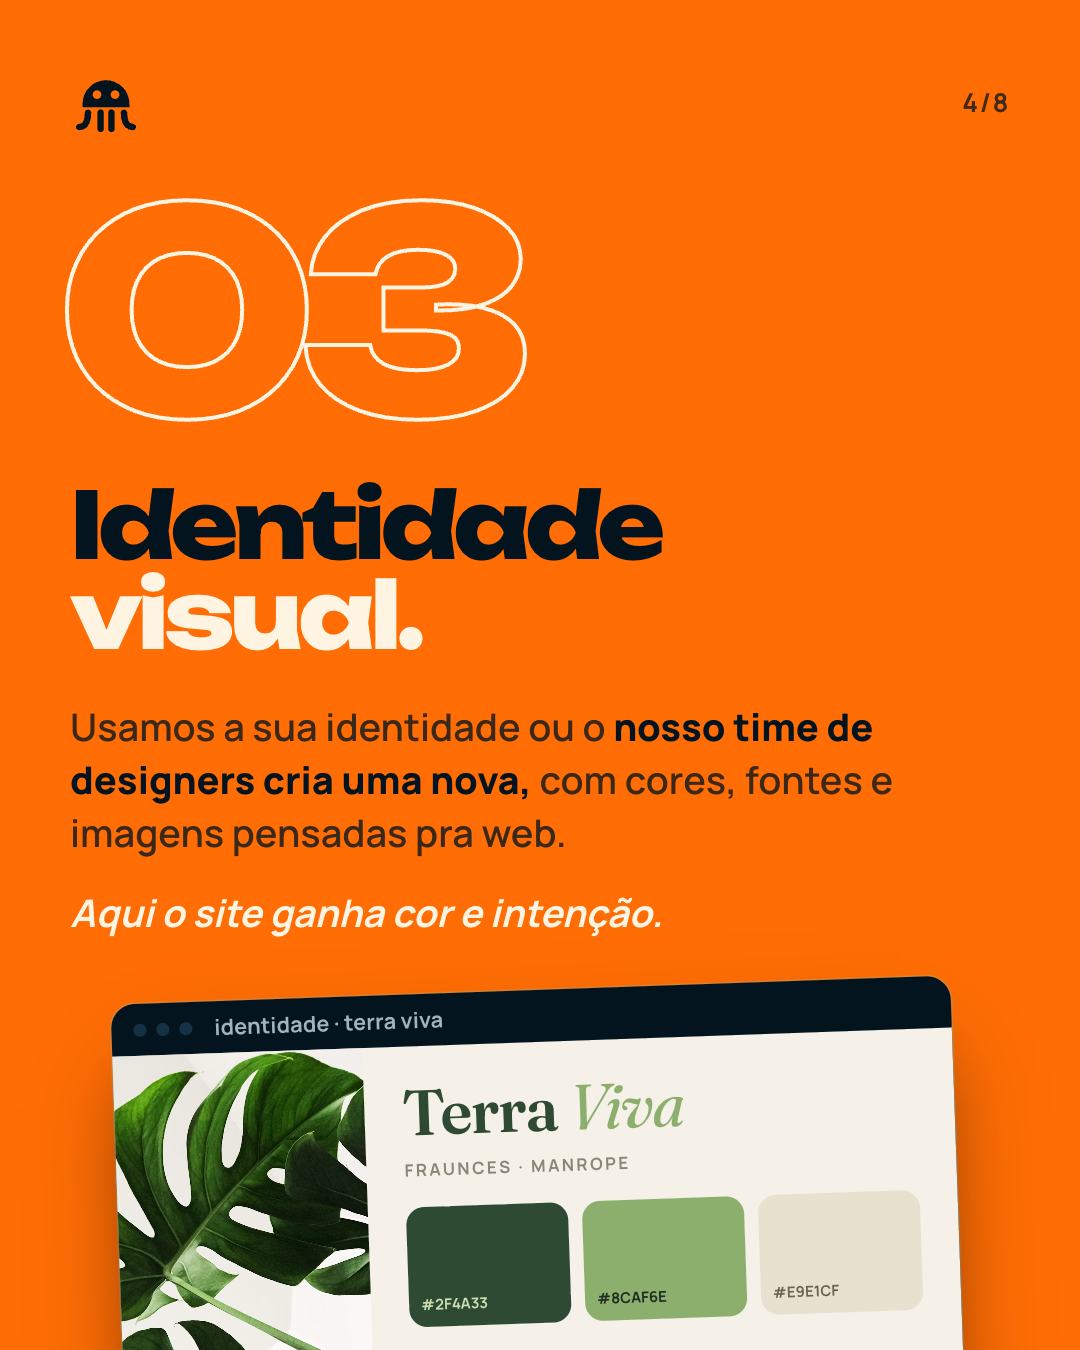 4/8
03
Identidade
visual.
Usamos a sua identidade ou o nosso time de
designers cria uma nova, com cores, fontes e
imagens pensadas pra web.
Aqui o site ganha cor e intenção.
identidade · terra viva
Terra Viva
FRAUNCES · MANROPE
#2F4A33
#8CAF6E
#E9E1CF